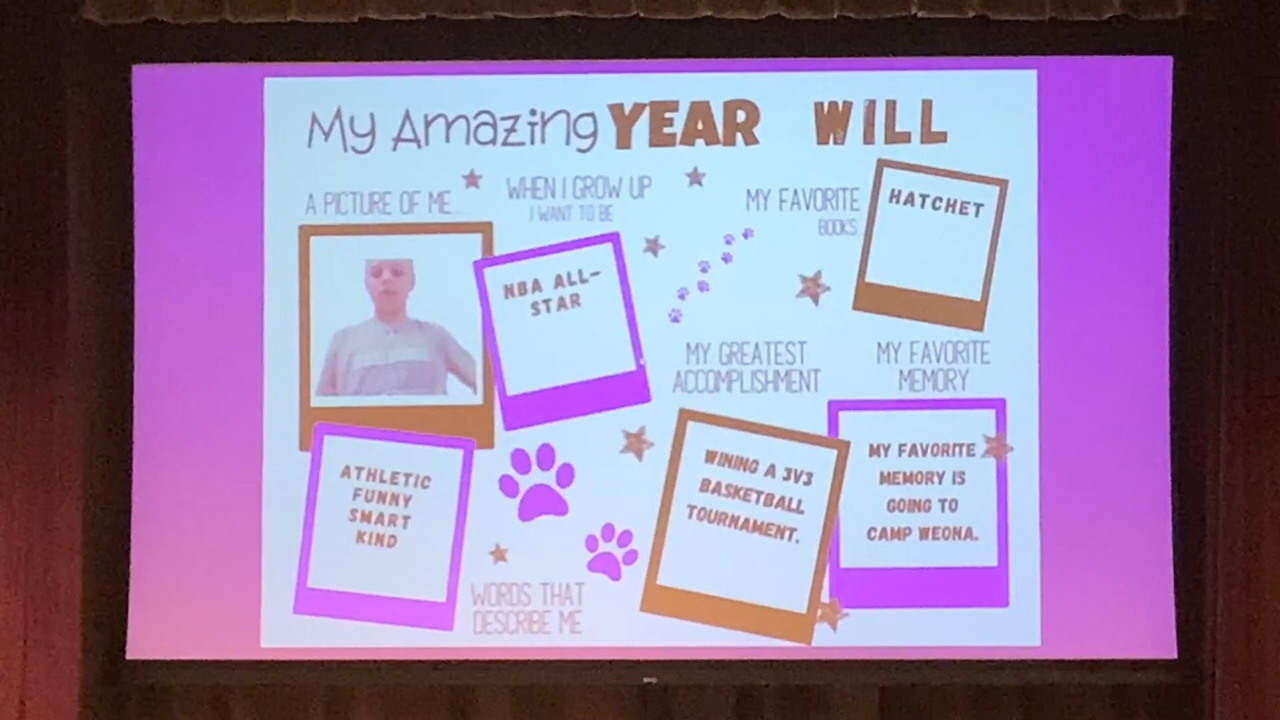 My Amazing YEAR WILL
A PICTURE OF ME...
WHEN I GROW UP
I WANT TO BE
MY FAVORITE
BOOKS
HATCHET
NBA ALL-
STAR
MY GREATEST
ACCOMPLISHMENT
MY FAVORITE
MEMORY
ATHLETIC
FUNNY
SMART
KIND
WINING A 3V3
BASKETBALL
TOURNAMENT.
MY FAVORITE
MEMORY IS
GOING TO
CAMP WEONA.
WORDS THAT
DESCRIBE ME